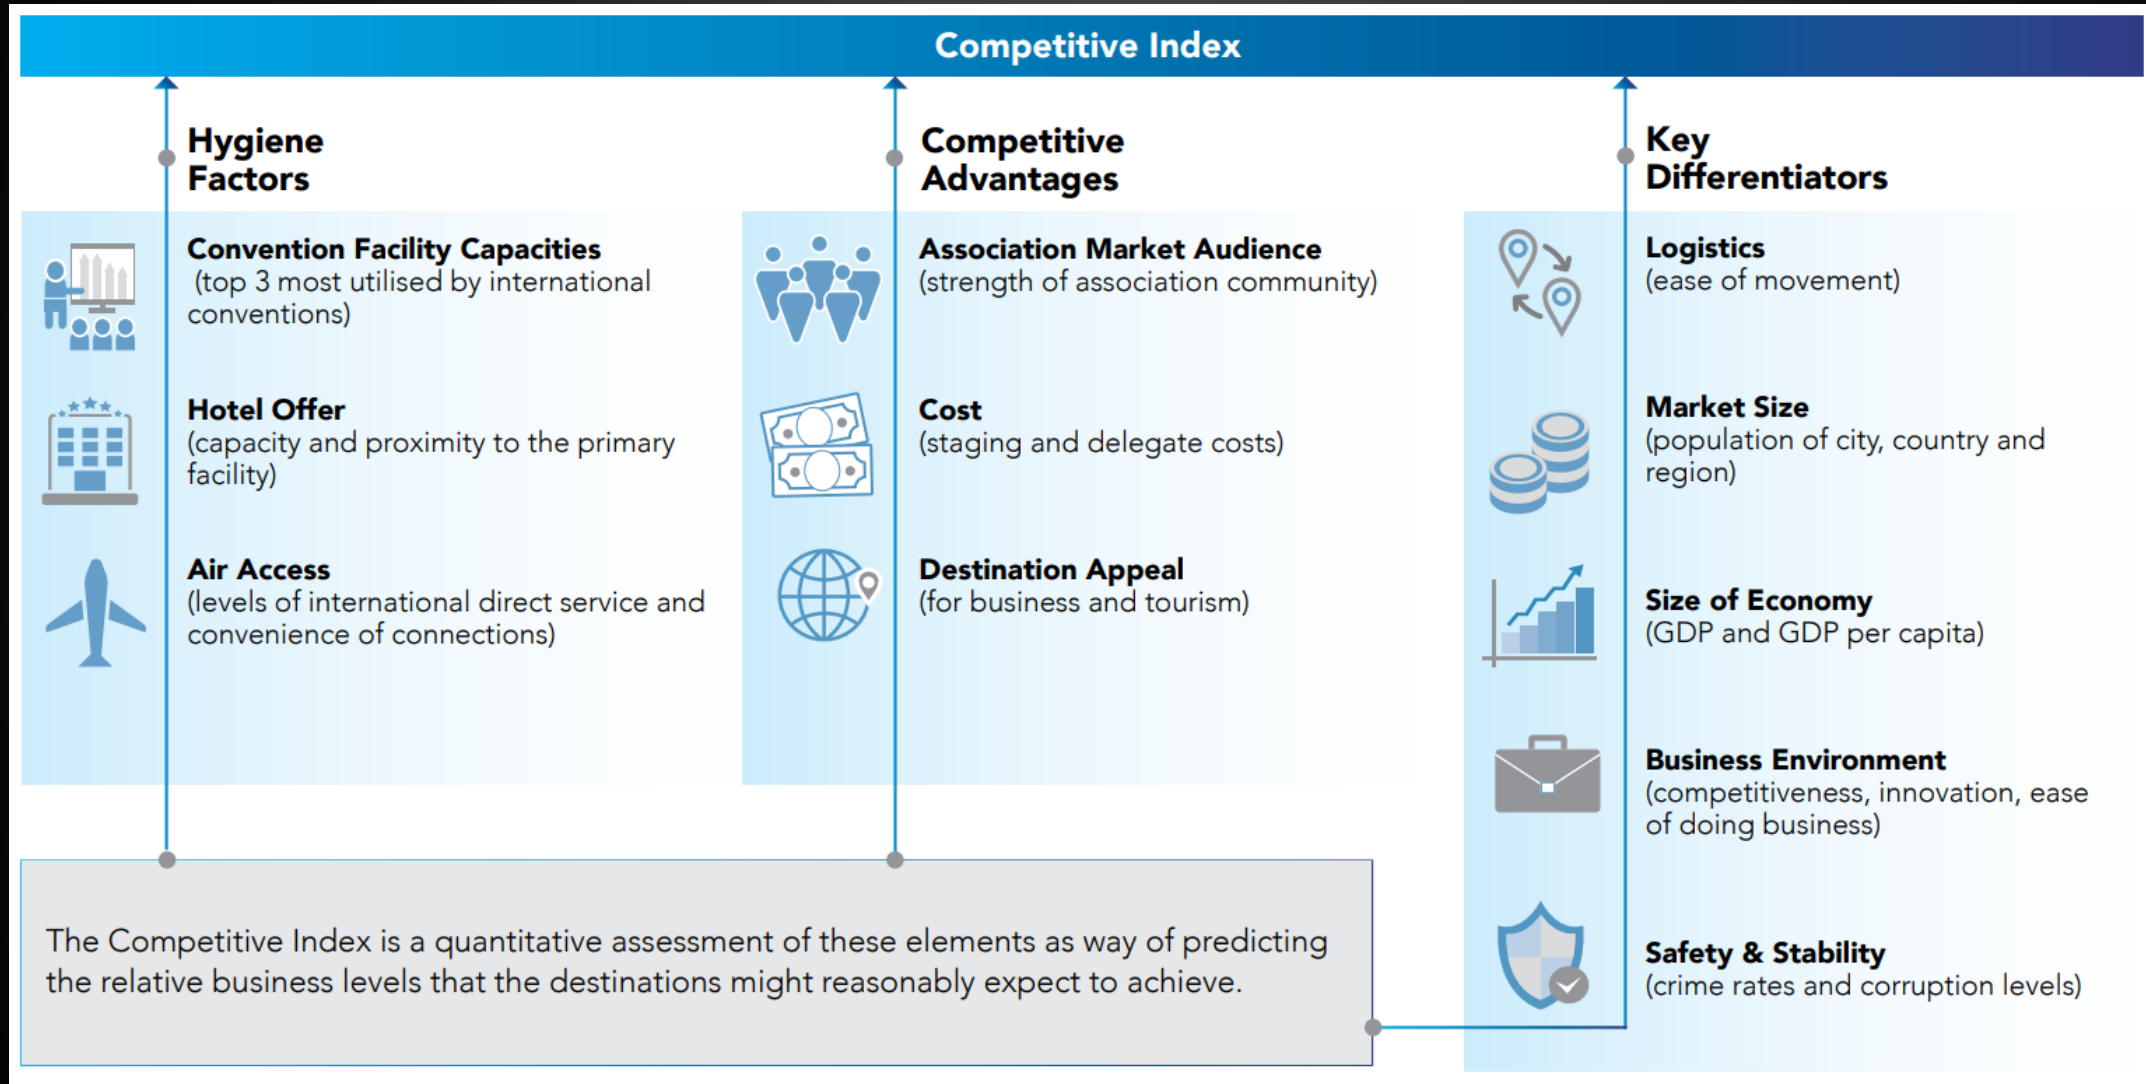 Competitive Index
Hygiene
Factors
Convention Facility Capacities
(top 3 most utilised by international
conventions)
Hotel Offer
(capacity and proximity to the primary
facility)
Air Access
(levels of international direct service and
convenience of connections)
Competitive
Advantages
Association Market Audience
(strength of association community)
Cost
(staging and delegate costs)
Destination Appeal
(for business and tourism)
Key
Differentiators
Logistics
(ease of movement)
Market Size
(population of city, country and
region)
Size of Economy
(GDP and GDP per capita)
Business Environment
(competitiveness, innovation, ease
of doing business)
Safety & Stability
(crime rates and corruption levels)
The Competitive Index is a quantitative assessment of these elements as way of predicting
the relative business levels that the destinations might reasonably expect to achieve.